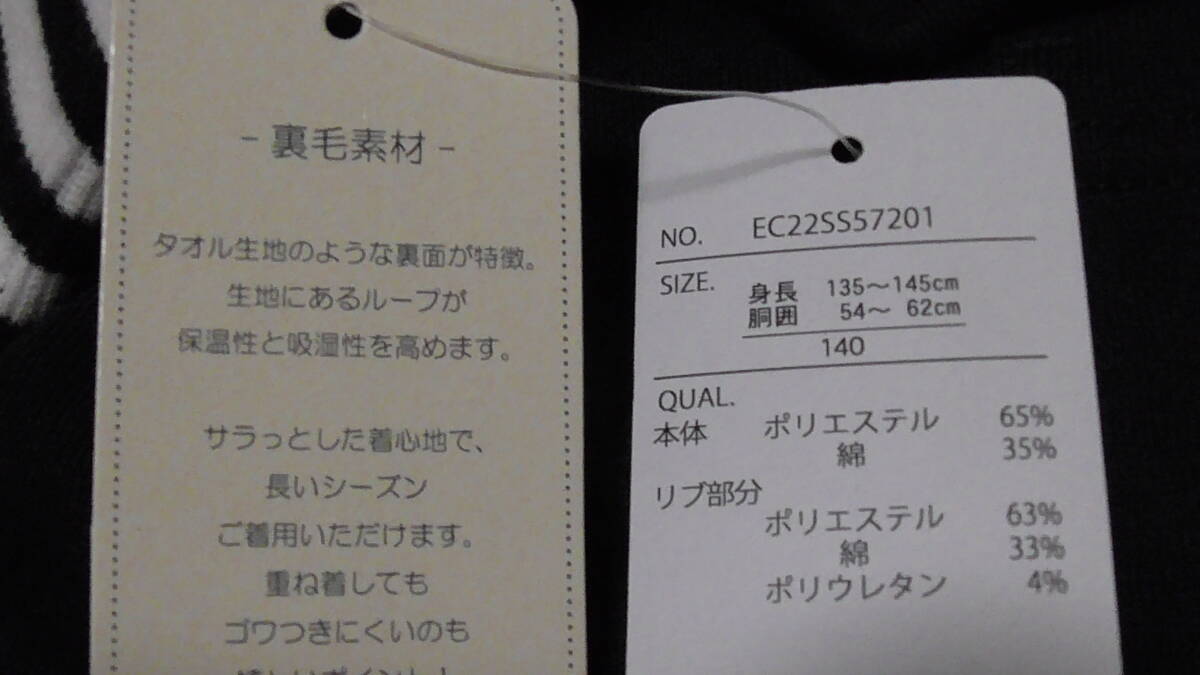 - 裏毛素材 -
タオル生地のような裏面が特徴。
生地にあるループが
保温性と吸湿性を高めます。
サラっとした着心地で、
長いシーズン
ご着用いただけます。
重ね着しても
ゴワつきにくいのも
NO. EC22SS57201
SIZE. 身長 135～145cm
胴囲 54～ 62cm
140
QUAL.
本体 ポリエステル 65%
綿 35%
リブ部分
ポリエステル 63%
綿 33%
ポリウレタン 4%